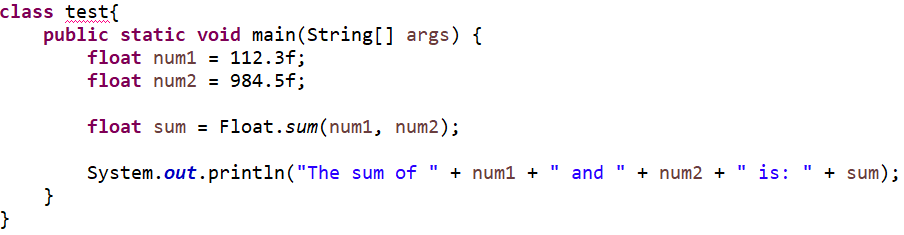 class test{
    public static void main(String[] args) {
        float num1 = 112.3f;
        float num2 = 984.5f;

        float sum = Float.sum(num1, num2);

        System.out.println("The sum of " + num1 + " and " + num2 + " is: " + sum);
    }
}